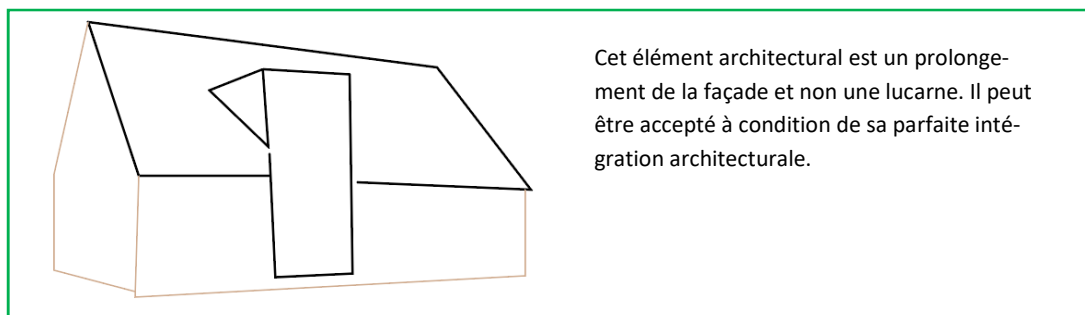 Cet élément architectural est un prolonge-
ment de la façade et non une lucarne. Il peut
être accepté à condition de sa parfaite inté-
gration architecturale.